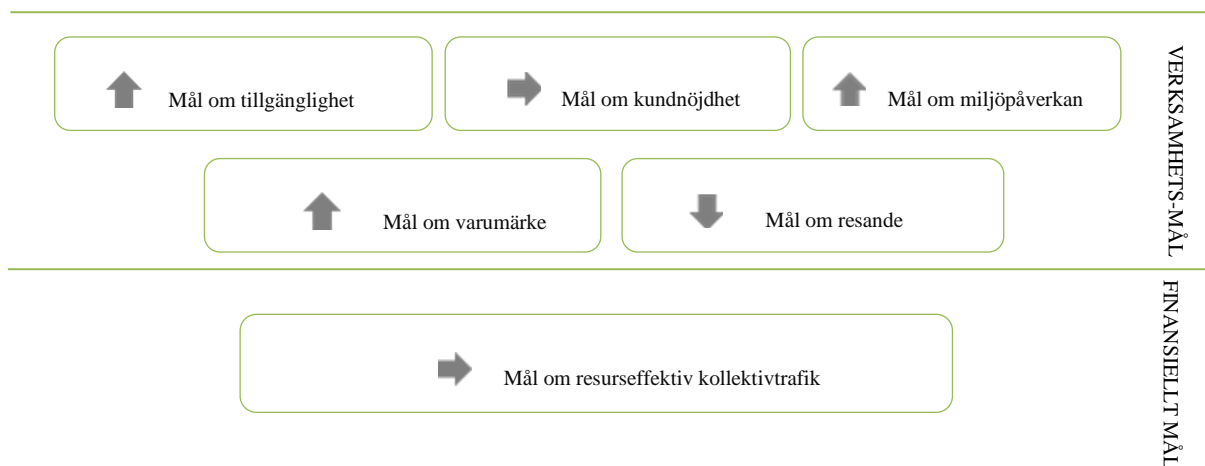 Mål om tillgänglighet
Mål om kundnöjdhet
Mål om miljöpåverkan
Mål om varumärke
Mål om resande
VERKSAMHETS-MÅL
Mål om resurseffektiv kollektivtrafik
FINANSIELLT MÅL